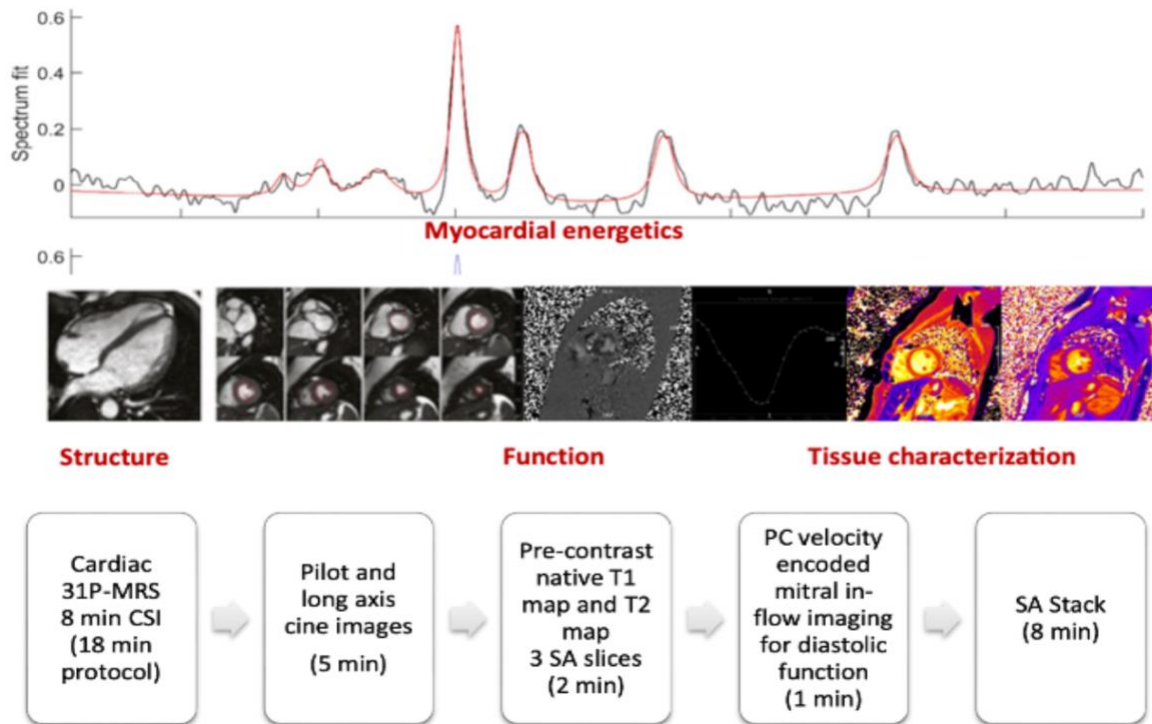 0.6
0.4
0.2
0
Spectrum fit
Myocardial energetics
0.6
Structure
Function
Tissue characterization
Cardiac
31P-MRS
8 min CSI
(18 min
protocol)
Pilot and
long axis
cine images
(5 min)
Pre-contrast
native T1
map and T2
map
3 SA slices
(2 min)
PC velocity
encoded
mitral in-
flow imaging
for diastolic
function
(1 min)
SA Stack
(8 min)